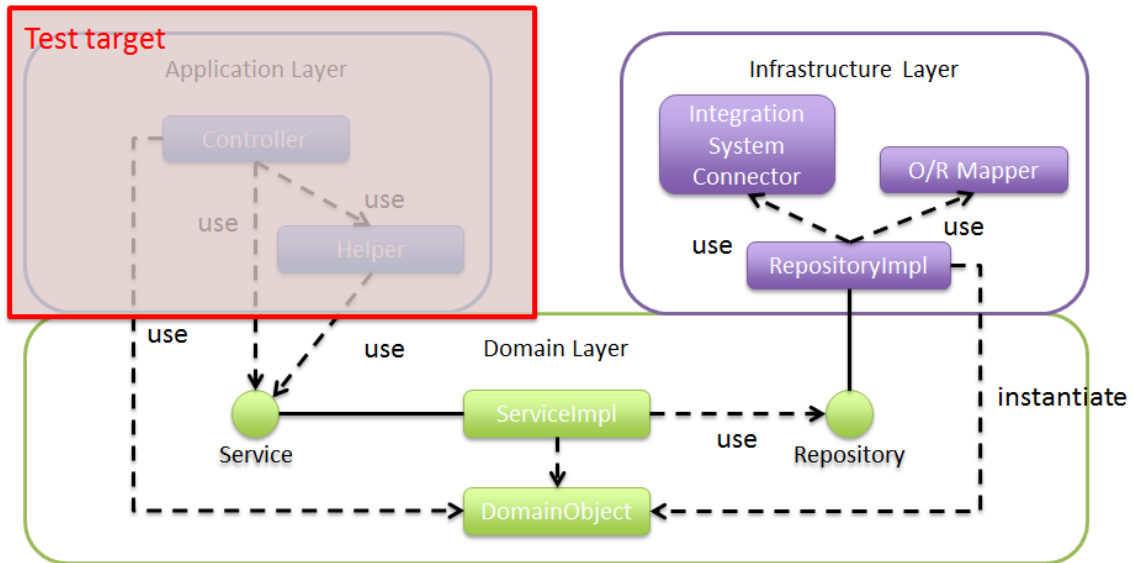 Test target
Application Layer
Controller
use
use
Helper
use
use
Infrastructure Layer
Integration
System
Connector
O/R Mapper
use
use
RepositoryImpl
instantiate
Domain Layer
Service
ServiceImpl
use
Repository
DomainObject